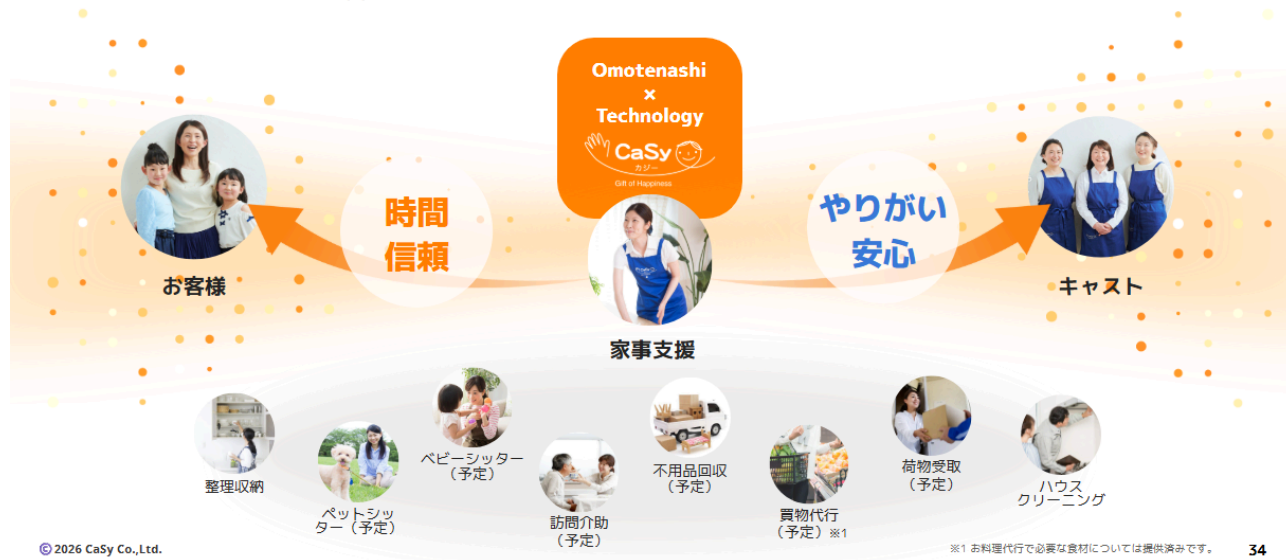 Omotenashi
×
Technology
CaSy
カジー
Gift of Happiness
時間
信頼
やりがい
安心
お客様
キャスト
家事支援
整理収納
ペットシッ
ター（予定）
ベビーシッター
（予定）
訪問介助
（予定）
不用品回収
（予定）
買物代行
（予定）※1
荷物受取
（予定）
ハウス
クリーニング
© 2026 CaSy Co.,Ltd.
※1 お料理代行で必要な食材については提供済みです。
34